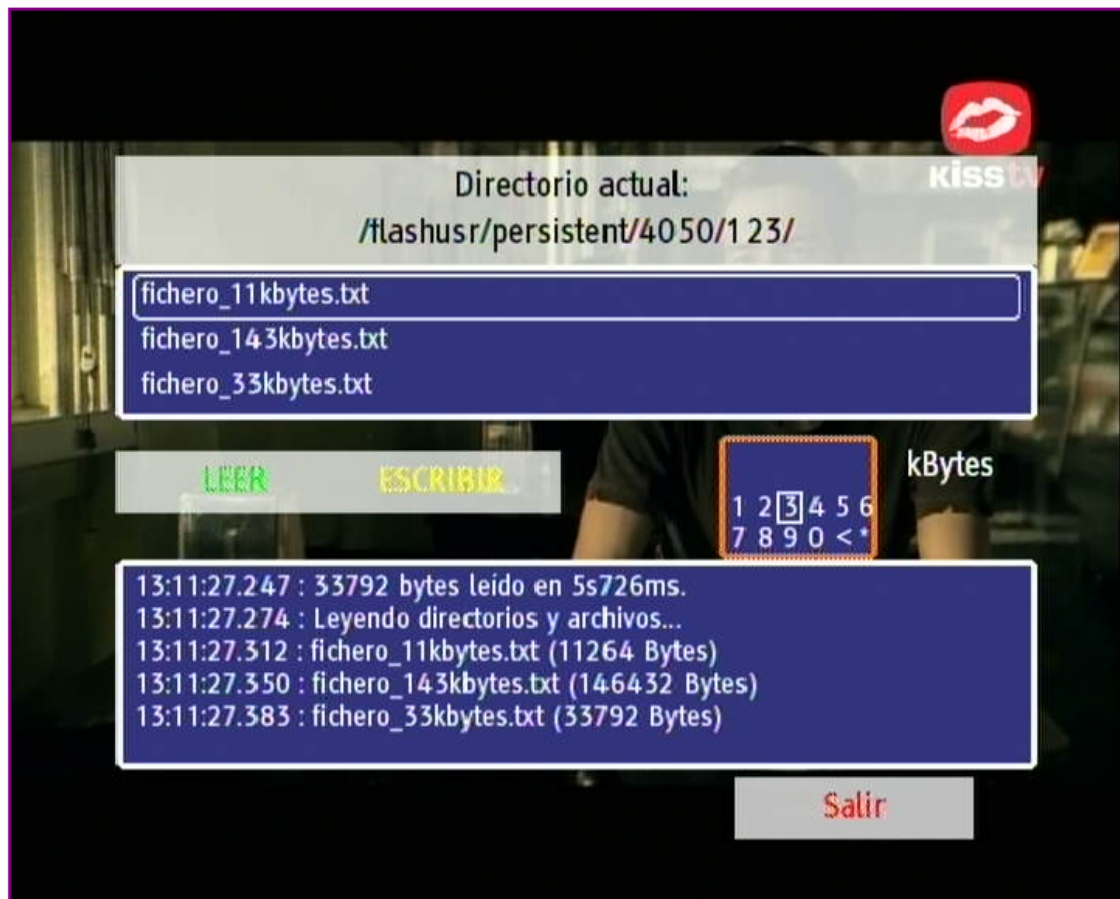 Kiss tv
Directorio actual:
/flashusr/persistent/4050/123/
fichero_11kbytes.txt
fichero_143kbytes.txt
fichero_33kbytes.txt
LEER ESCRIBIR
kBytes
1 2 3 4 5 6
7 8 9 0 < *
13:11:27.247 : 33792 bytes leído en 5s726ms.
13:11:27.274 : Leyendo directorios y archivos...
13:11:27.312 : fichero_11kbytes.txt (11264 Bytes)
13:11:27.350 : fichero_143kbytes.txt (146432 Bytes)
13:11:27.383 : fichero_33kbytes.txt (33792 Bytes)
Salir